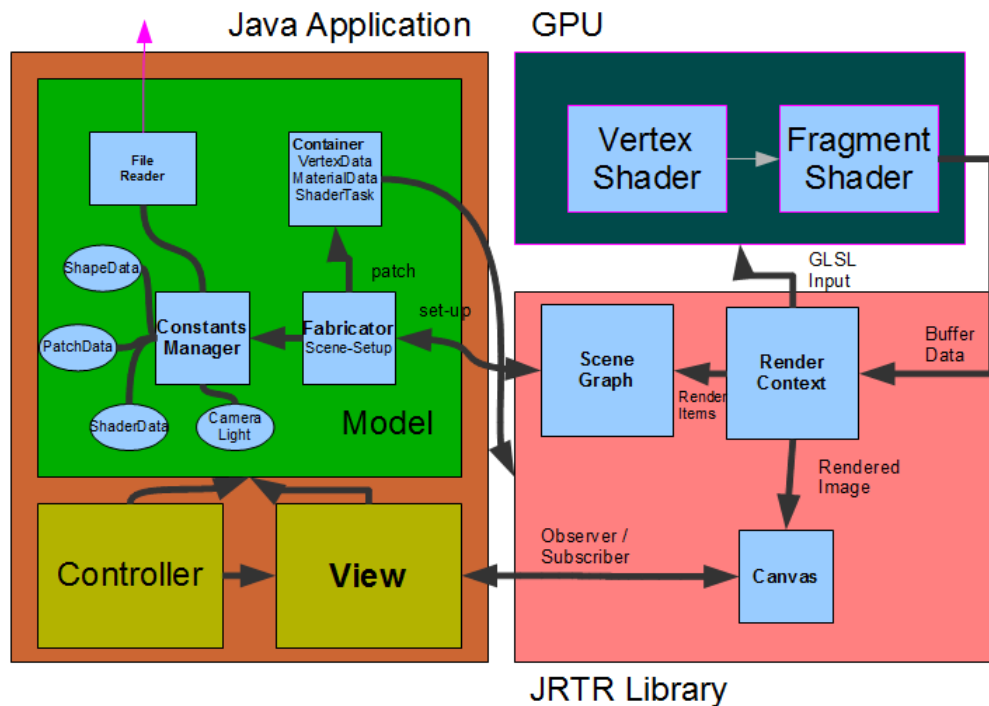 Java Application
GPU
File
Reader
Container
VertexData
MaterialData
ShaderTask
Vertex
Shader
Fragment
Shader
ShapeData
patch
set-up
GLSL
Input
PatchData
Constants
Manager
Fabricator
Scene-Setup
Scene
Graph
Render
Context
Buffer
Data
Render
Items
ShaderData
Camera
Light
Model
Rendered
Image
Controller
View
Observer /
Subscriber
Canvas
JRTR Library